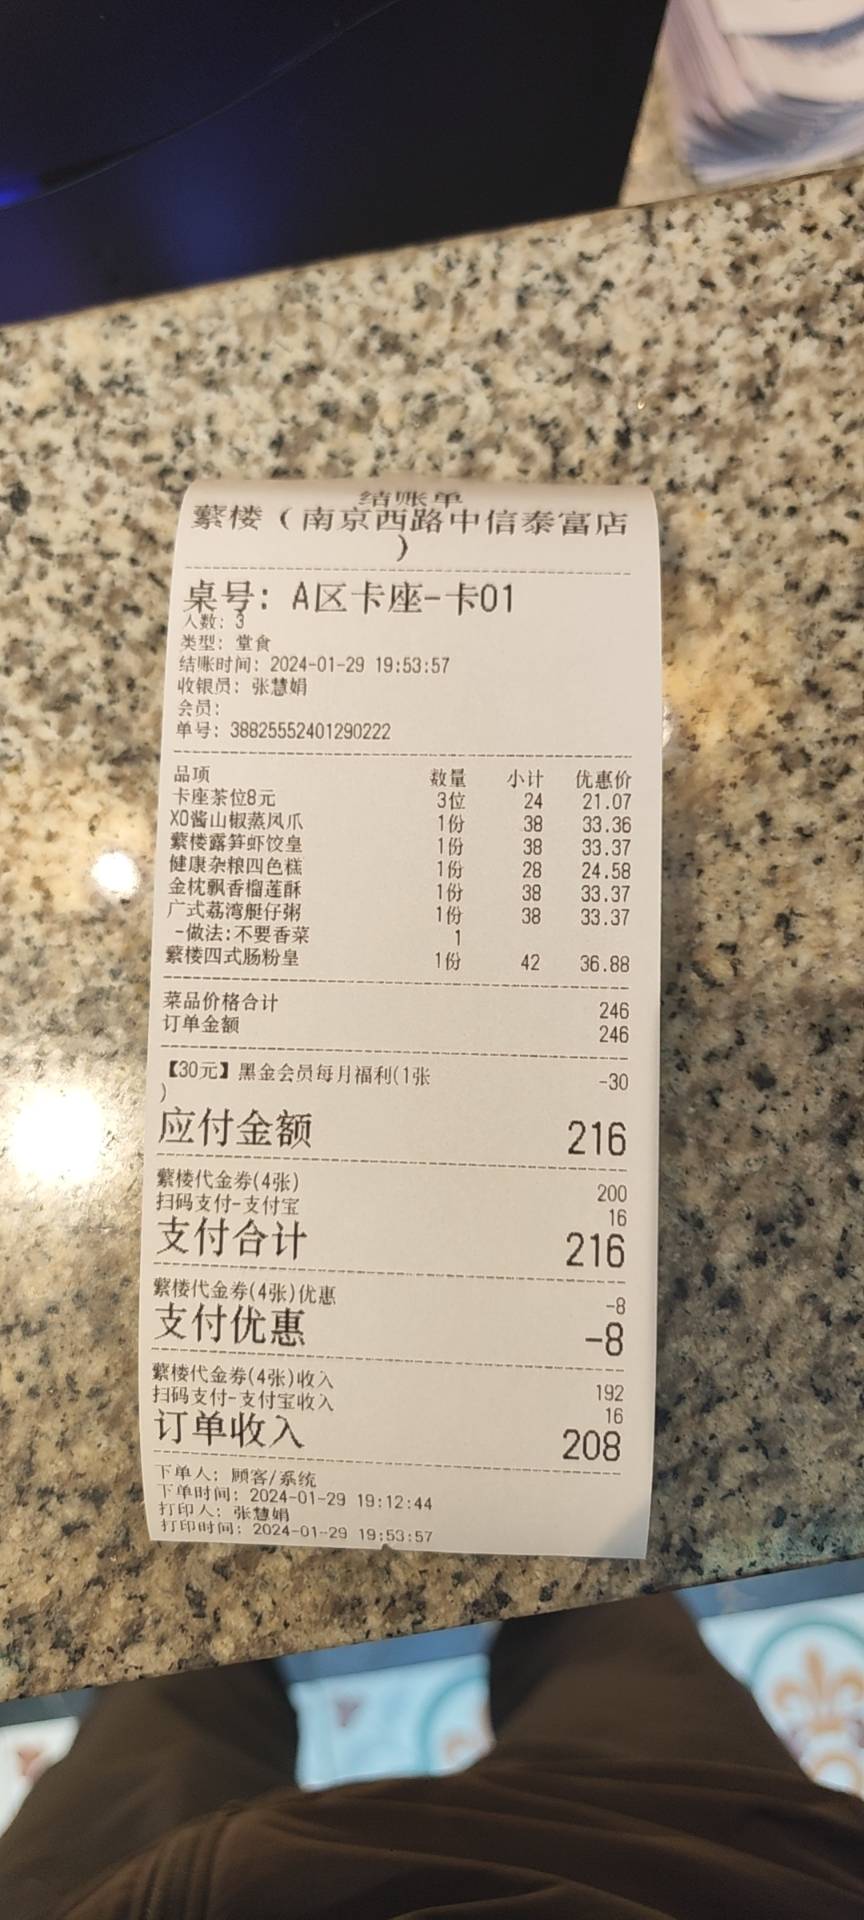 结账单
蘩楼（南京西路中信泰富店
）
桌号: A区卡座-卡01
人数: 3
类型: 堂食
结账时间: 2024-01-29 19:53:57
收银员: 张慧娟
会员:
单号: 38825552401290222
品项 数量 小计 优惠价
卡座茶位8元 3位 24 21.07
XO酱山椒蒸凤爪 1份 38 33.36
蘩楼露笋虾饺皇 1份 38 33.37
健康杂粮四色糕 1份 28 24.58
金枕飘香榴莲酥 1份 38 33.37
广式荔湾艇仔粥 1份 38 33.37
-做法:不要香菜 1
蘩楼四式肠粉皇 1份 42 36.88
菜品价格合计 246
订单金额 246
【30元】黑金会员每月福利(1张 -30
)
应付金额 216
蘩楼代金券(4张) 200
扫码支付-支付宝 16
支付合计 216
蘩楼代金券(4张)优惠 -8
支付优惠 -8
蘩楼代金券(4张)收入 192
扫码支付-支付宝收入 16
订单收入 208
下单人: 顾客/系统
下单时间: 2024-01-29 19:12:44
打印人: 张慧娟
打印时间: 2024-01-29 19:53:57